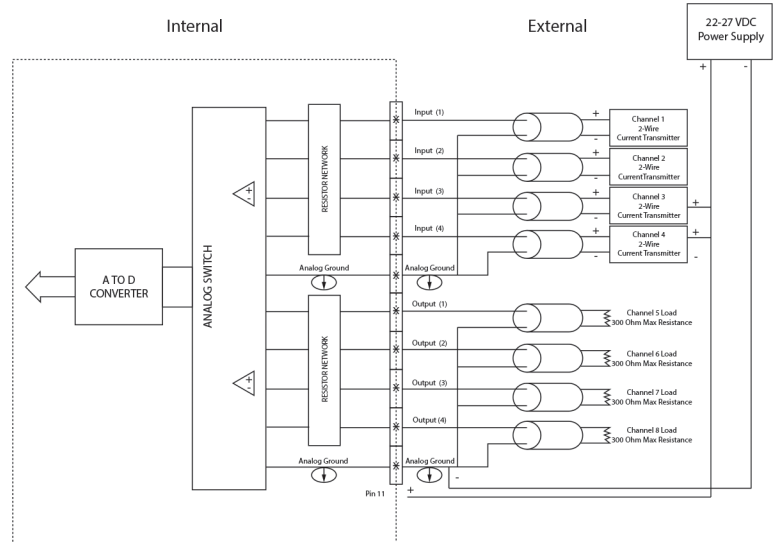 Internal
External
22-27 VDC
Power Supply
+
-
Input (1)
Input (2)
Input (3)
Input (4)
+
-
Channel 1
2-Wire
Current Transmitter
+
-
Channel 2
2-Wire
CurrentTransmitter
+
-
Channel 3
2-Wire
Current Transmitter
+
+
-
Channel 4
2-Wire
Current Transmitter
+
-
RESISTOR NETWORK
+
-
ANALOG SWITCH
A TO D
CONVERTER
Analog Ground
Analog Ground
Output (1)
Output (2)
Output (3)
Output (4)
Channel 5 Load
300 Ohm Max Resistance
Channel 6 Load
300 Ohm Max Resistance
Channel 7 Load
300 Ohm Max Resistance
Channel 8 Load
300 Ohm Max Resistance
RESISTOR NETWORK
+
-
Analog Ground
Analog Ground
-
Pin 11
+